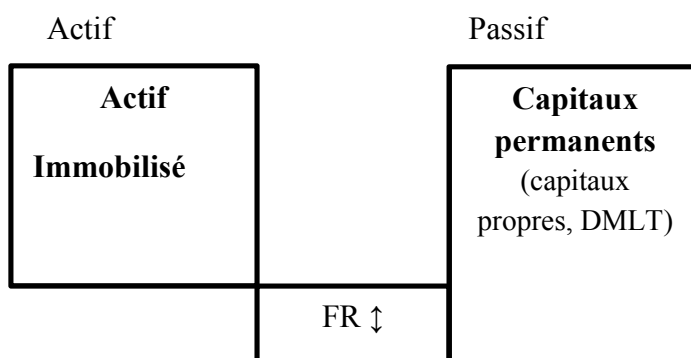 Actif
Passif
Actif
Immobilisé
Capitaux
permanents
(capitaux
propres, DMLT)
FR ↕